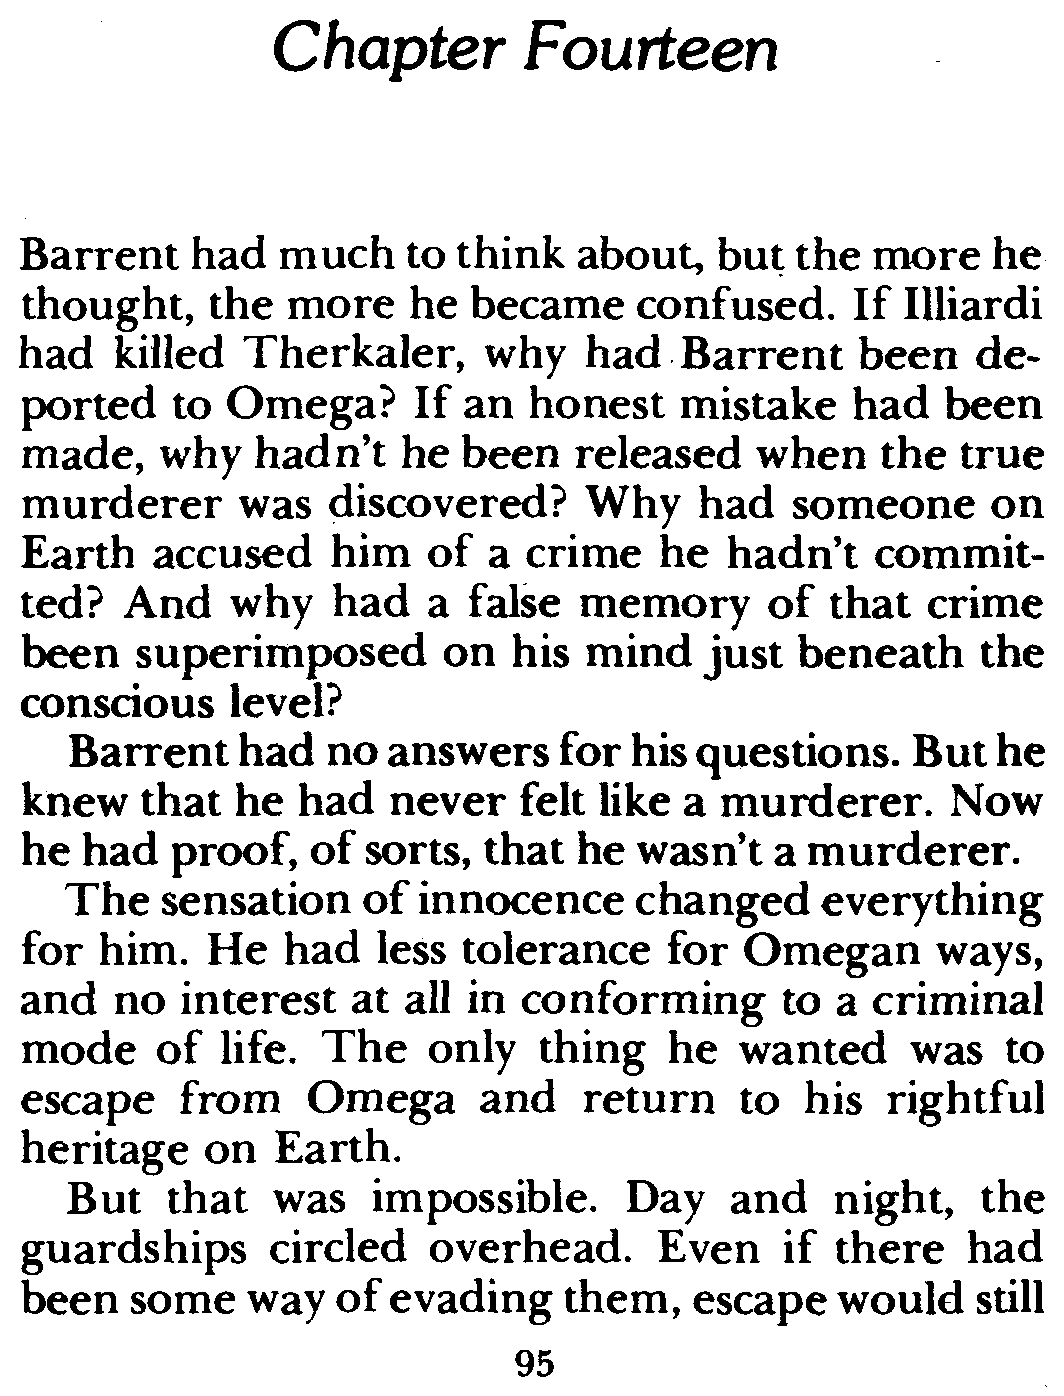 Chapter Fourteen
Barrent had much to think about, but the more he
thought, the more he became confused. If Illiardi
had killed Therkaler, why had Barrent been de-
ported to Omega? If an honest mistake had been
made, why hadn't he been released when the true
murderer was discovered? Why had someone on
Earth accused him of a crime he hadn't commit-
ted? And why had a false memory of that crime
been superimposed on his mind just beneath the
conscious level?
Barrent had no answers for his questions. But he
knew that he had never felt like a murderer. Now
he had proof, of sorts, that he wasn't a murderer.
The sensation of innocence changed everything
for him. He had less tolerance for Omegan ways,
and no interest at all in conforming to a criminal
mode of life. The only thing he wanted was to
escape from Omega and return to his rightful
heritage on Earth.
But that was impossible. Day and night, the
guardships circled overhead. Even if there had
been some way of evading them, escape would still
95